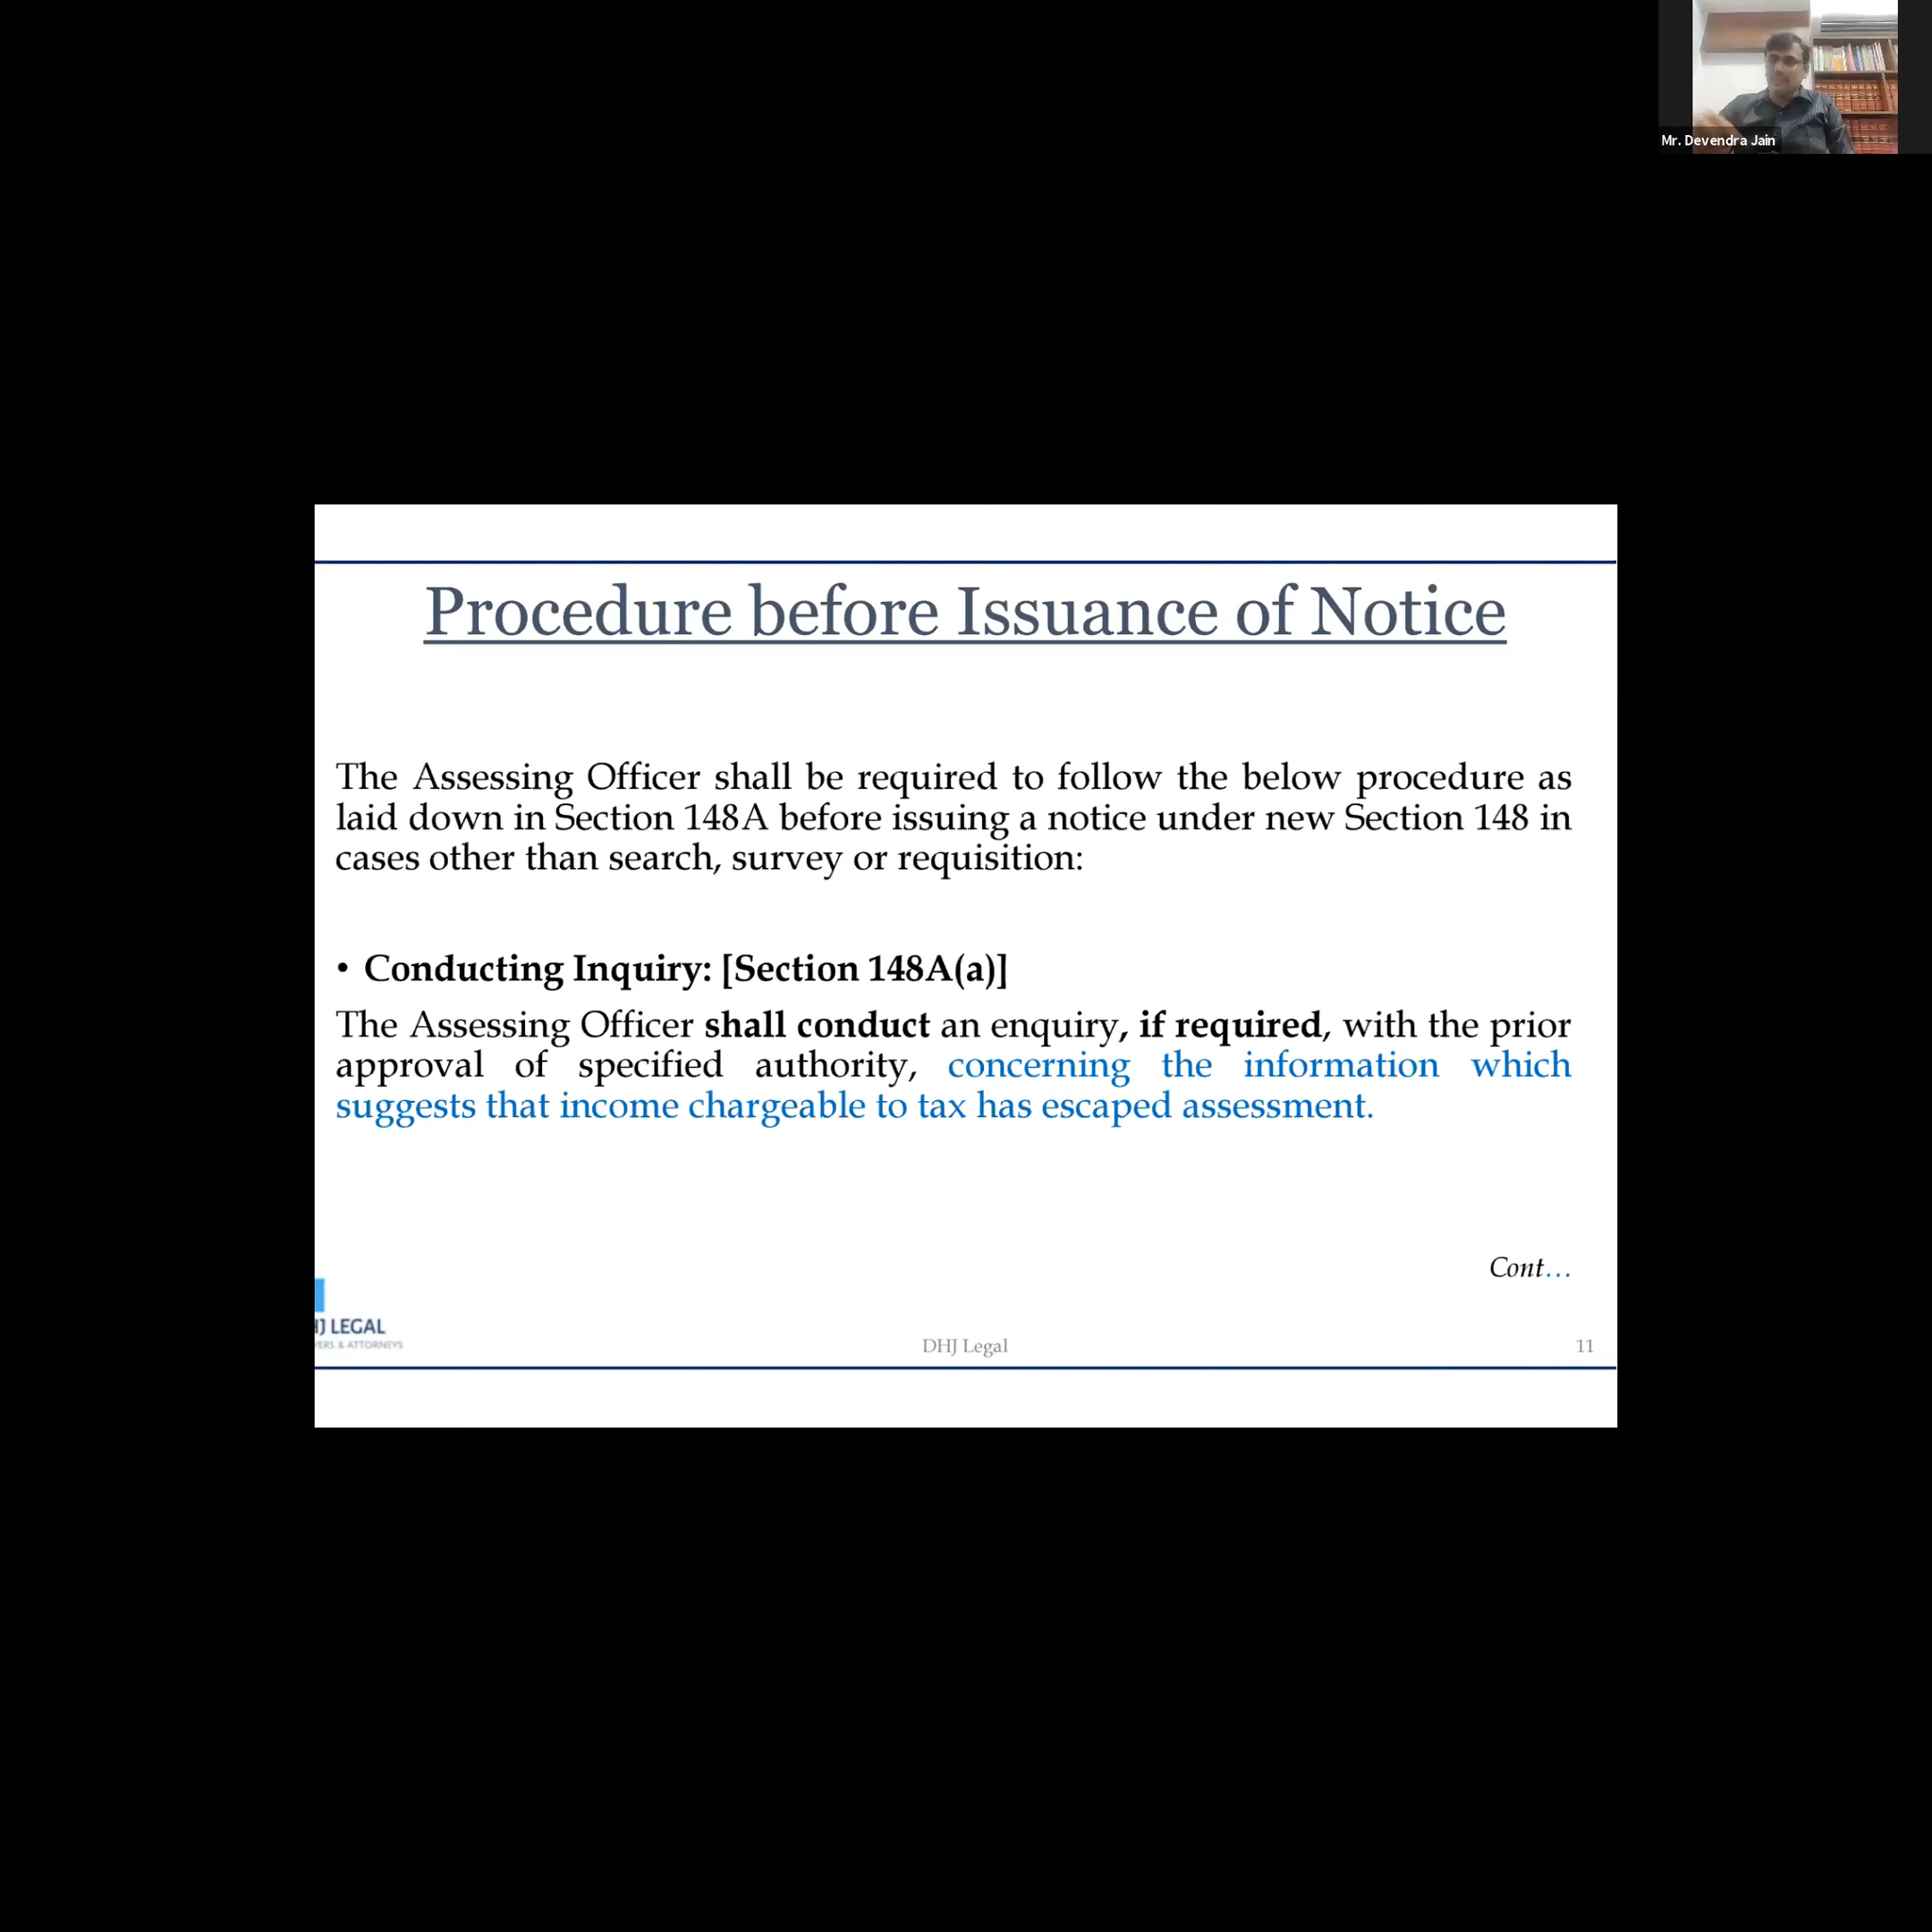 Mr. Devendra Jain
Procedure before Issuance of Notice
The Assessing Officer shall be required to follow the below procedure as
laid down in Section 148A before issuing a notice under new Section 148 in
cases other than search, survey or requisition:
• Conducting Inquiry: [Section 148A(a)]
The Assessing Officer shall conduct an enquiry, if required, with the prior
approval of specified authority, concerning the information which
suggests that income chargeable to tax has escaped assessment.
Cont...
LEGAL
& ATTORNEYS
DHJ Legal
11